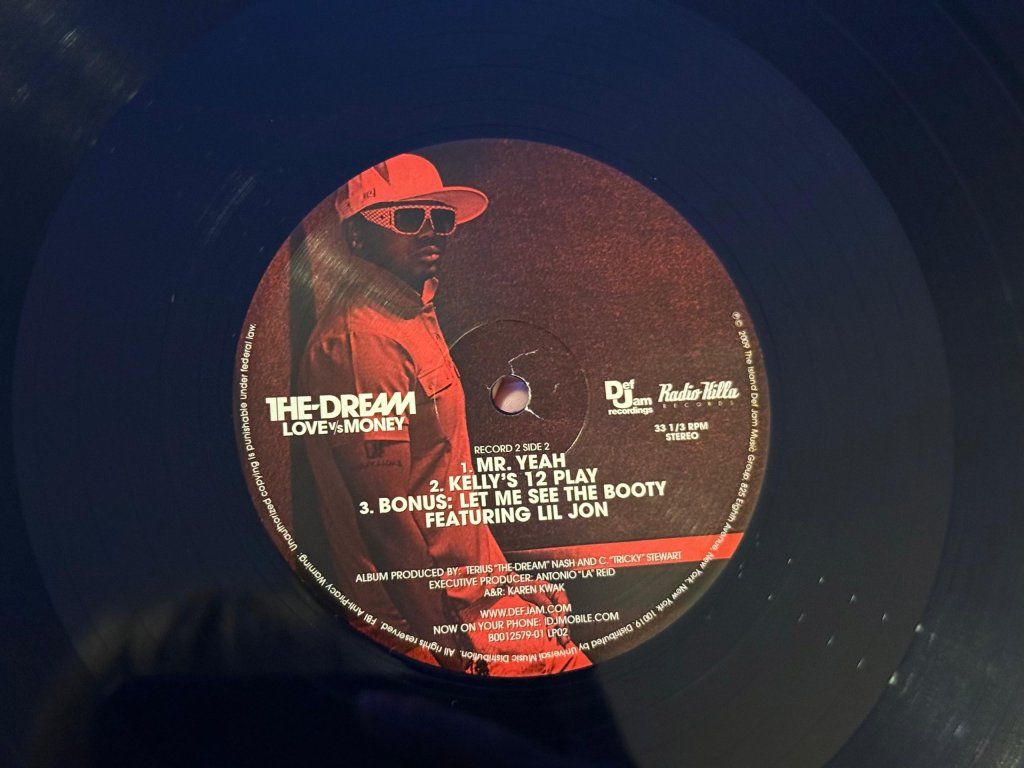 THE-DREAM
LOVE V/S MONEY
Def Jam recordings
Radio Killa
RECORDS
33 1/3 RPM
STEREO
RECORD 2 SIDE 2
1. MR. YEAH
2. KELLY'S 12 PLAY
3. BONUS: LET ME SEE THE BOOTY
FEATURING LIL JON
ALBUM PRODUCED BY: TERIUS "THE-DREAM" NASH AND C. "TRICKY" STEWART
EXECUTIVE PRODUCER: ANTONIO "LA" REID
A&R: KAREN KWAK
WWW.DEFJAM.COM
NOW ON YOUR PHONE: IDJMOBILE.COM
B0012579-01 LP02
℗ © 2009 The Island Def Jam Music Group, 825 Eighth Avenue, New York, New York 10019 Distributed by Universal Music Distribution. All rights reserved. FBI Anti-Piracy Warning: Unauthorized copying is punishable under federal law.